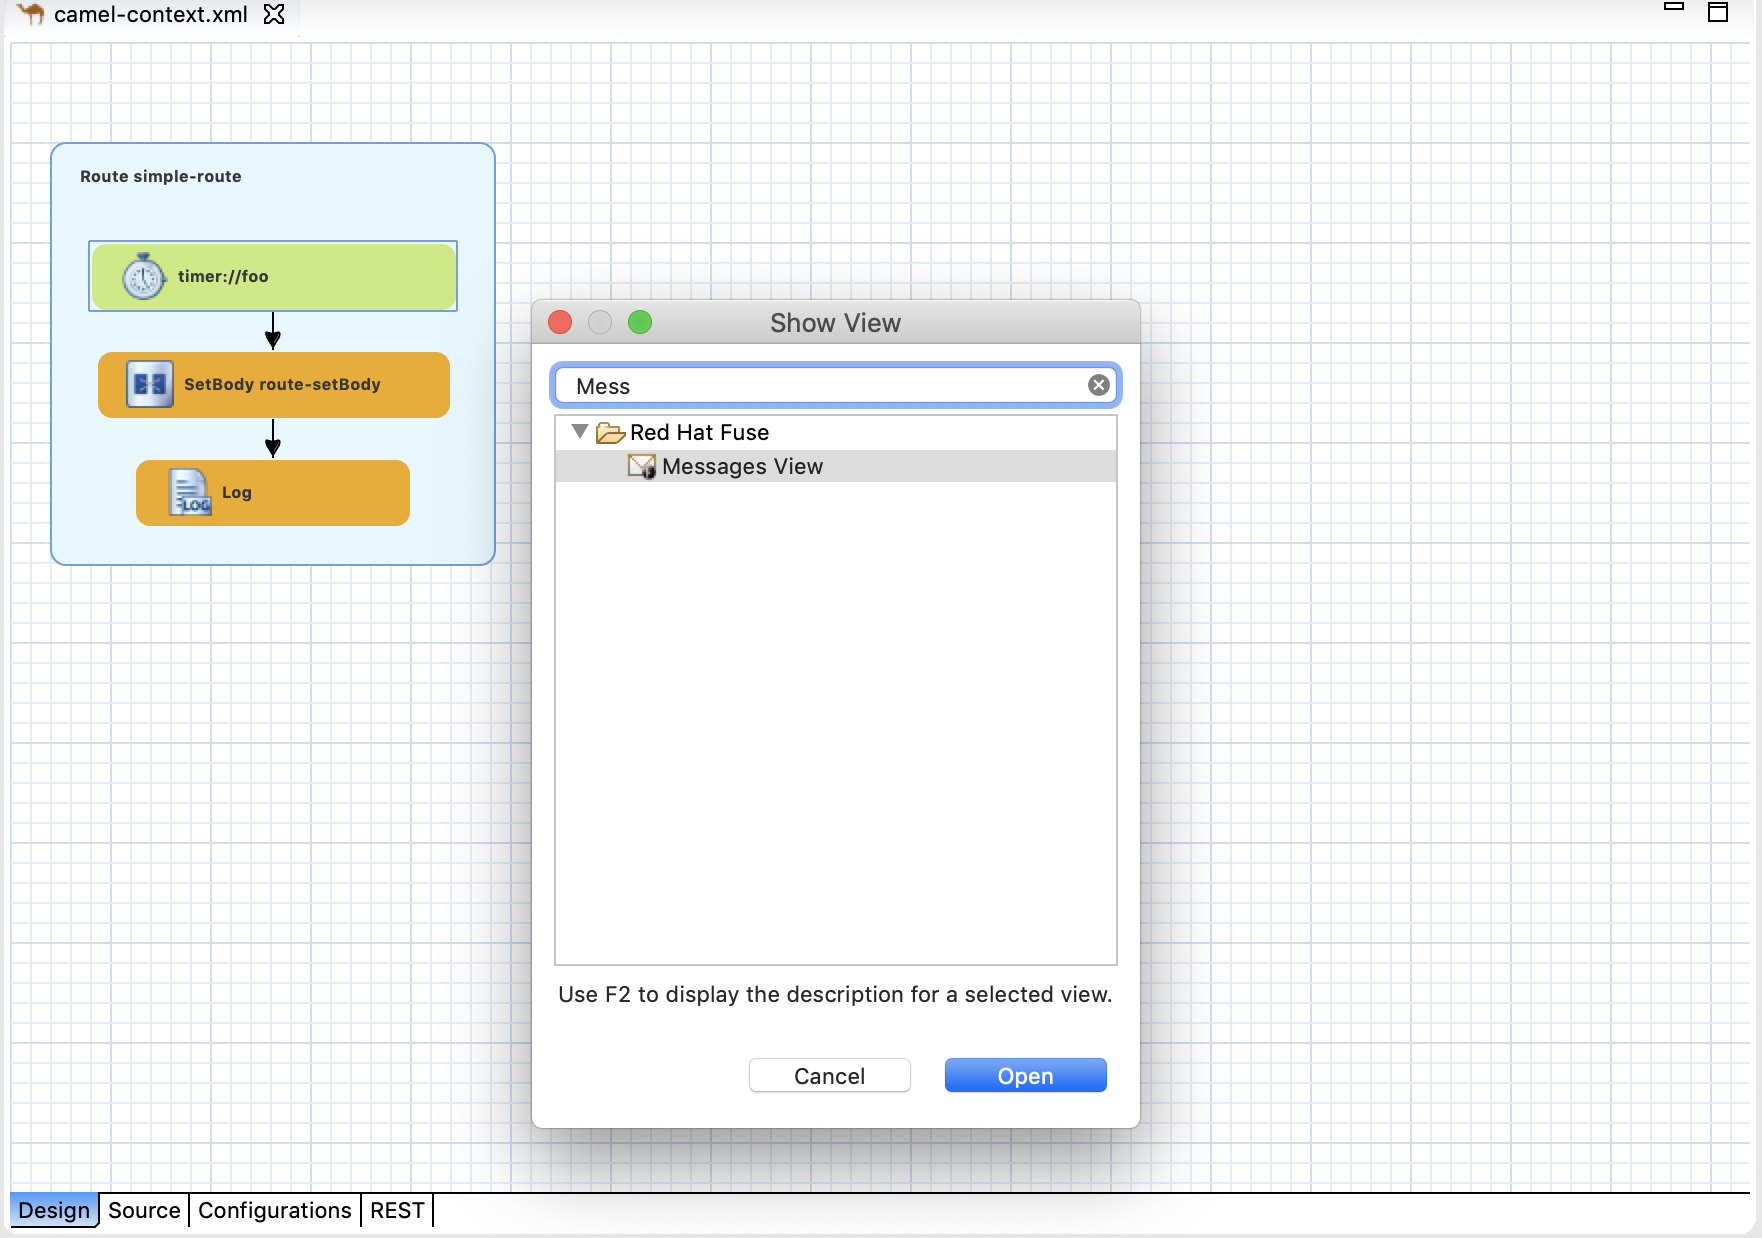 camel-context.xml
Route simple-route
timer://foo
SetBody route-setBody
LOG
Log
Show View
Mess
Red Hat Fuse
Messages View
Use F2 to display the description for a selected view.
Cancel
Open
Design
Source
Configurations
REST